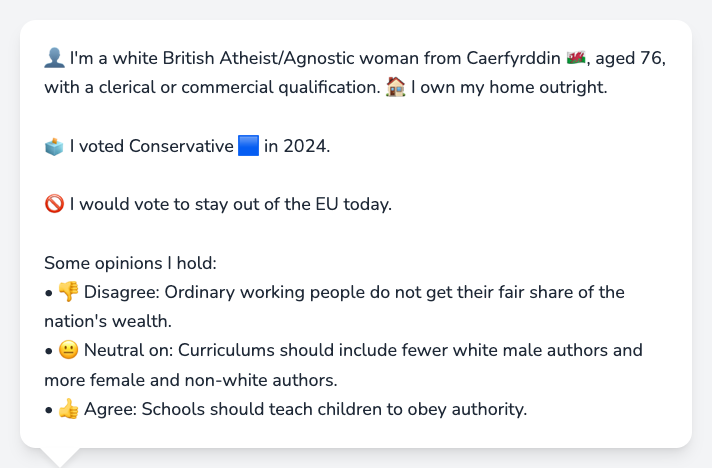 👤 I'm a white British Atheist/Agnostic woman from Caerfyrddin 🏴󠁧󠁢󠁷󠁬󠁳󠁿, aged 76,
with a clerical or commercial qualification. 🏠 I own my home outright.
🗳️ I voted Conservative 🟦 in 2024.
🚫 I would vote to stay out of the EU today.
Some opinions I hold:
• 👎 Disagree: Ordinary working people do not get their fair share of the
nation's wealth.
• 😐 Neutral on: Curriculums should include fewer white male authors and
more female and non-white authors.
• 👍 Agree: Schools should teach children to obey authority.